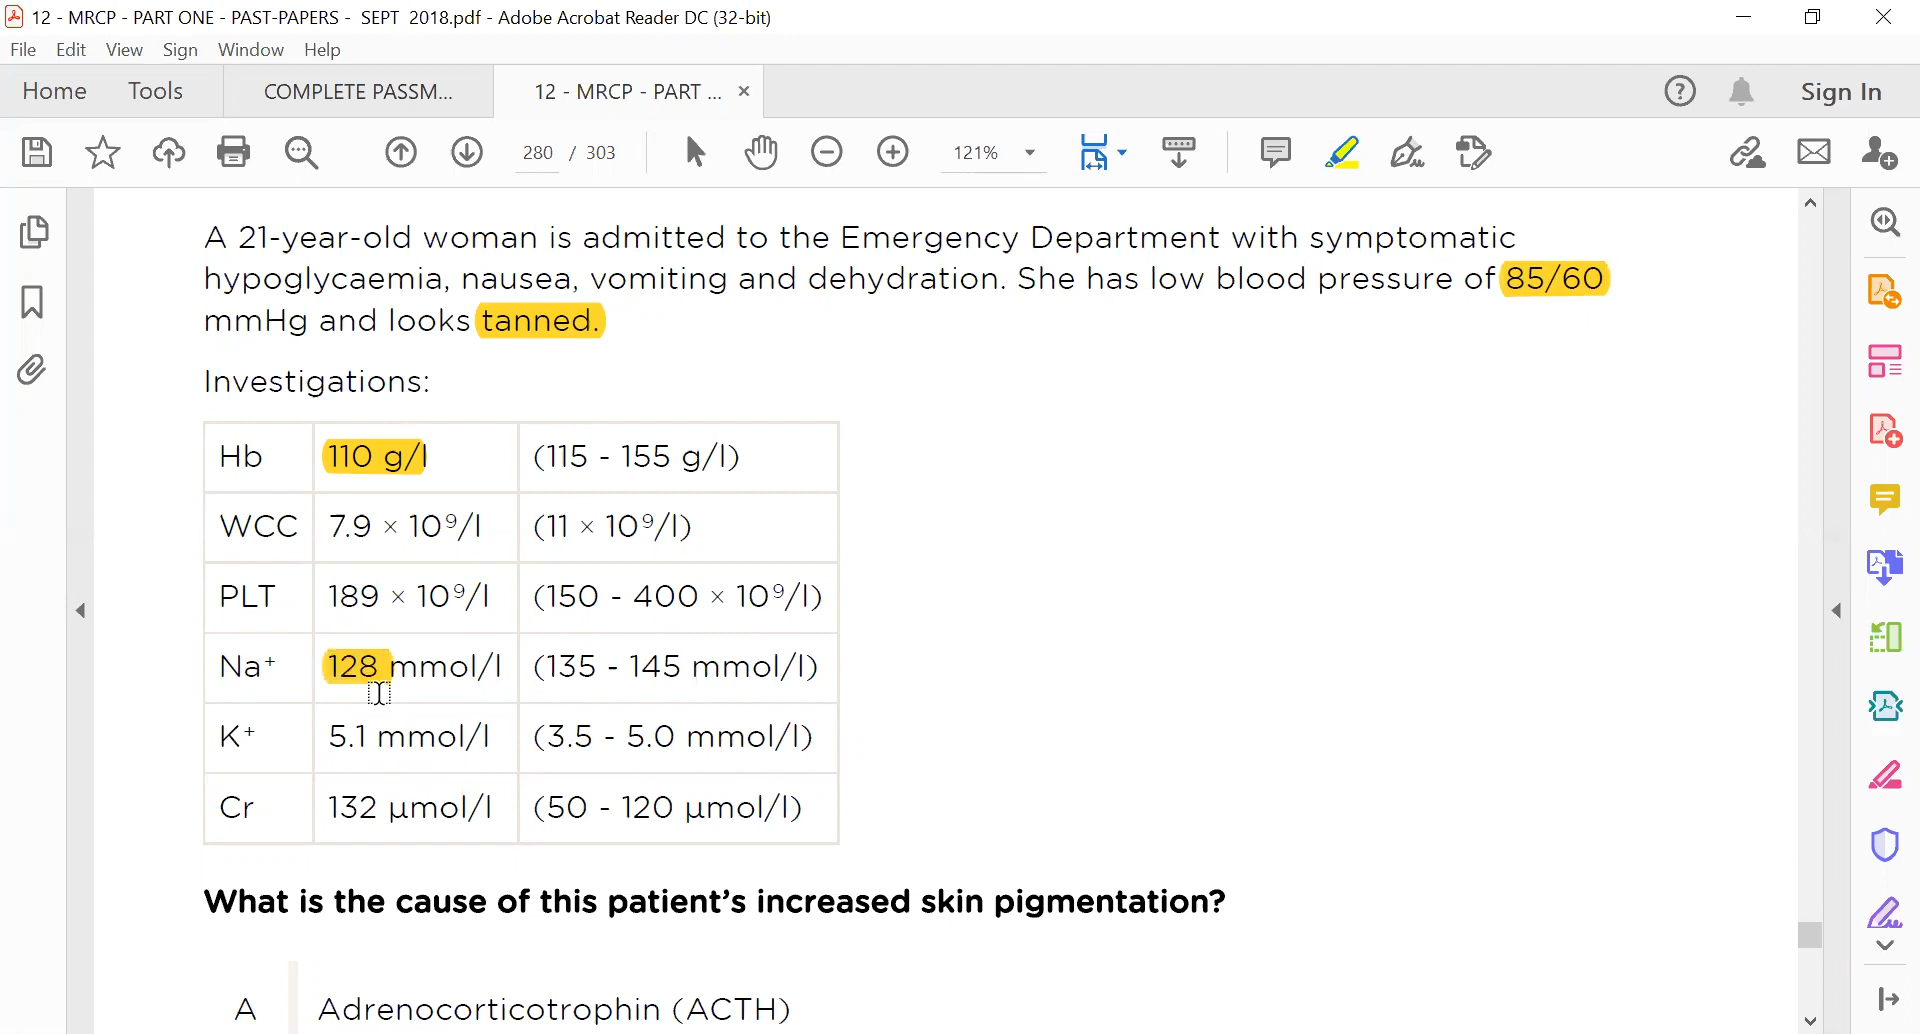 12 - MRCP - PART ONE - PAST-PAPERS - SEPT 2018.pdf - Adobe Acrobat Reader DC (32-bit)
File Edit View Sign Window Help
Home Tools COMPLETE PASSM... 12 - MRCP - PART ... × Sign In
280 / 303 121%
A 21-year-old woman is admitted to the Emergency Department with symptomatic
hypoglycaemia, nausea, vomiting and dehydration. She has low blood pressure of 85/60
mmHg and looks tanned.
Investigations:
Hb 110 g/l (115 - 155 g/l)
WCC 7.9 × 10⁹/l (11 × 10⁹/l)
PLT 189 × 10⁹/l (150 - 400 × 10⁹/l)
Na⁺ 128 mmol/l (135 - 145 mmol/l)
K⁺ 5.1 mmol/l (3.5 - 5.0 mmol/l)
Cr 132 µmol/l (50 - 120 µmol/l)
What is the cause of this patient's increased skin pigmentation?
A Adrenocorticotrophin (ACTH)